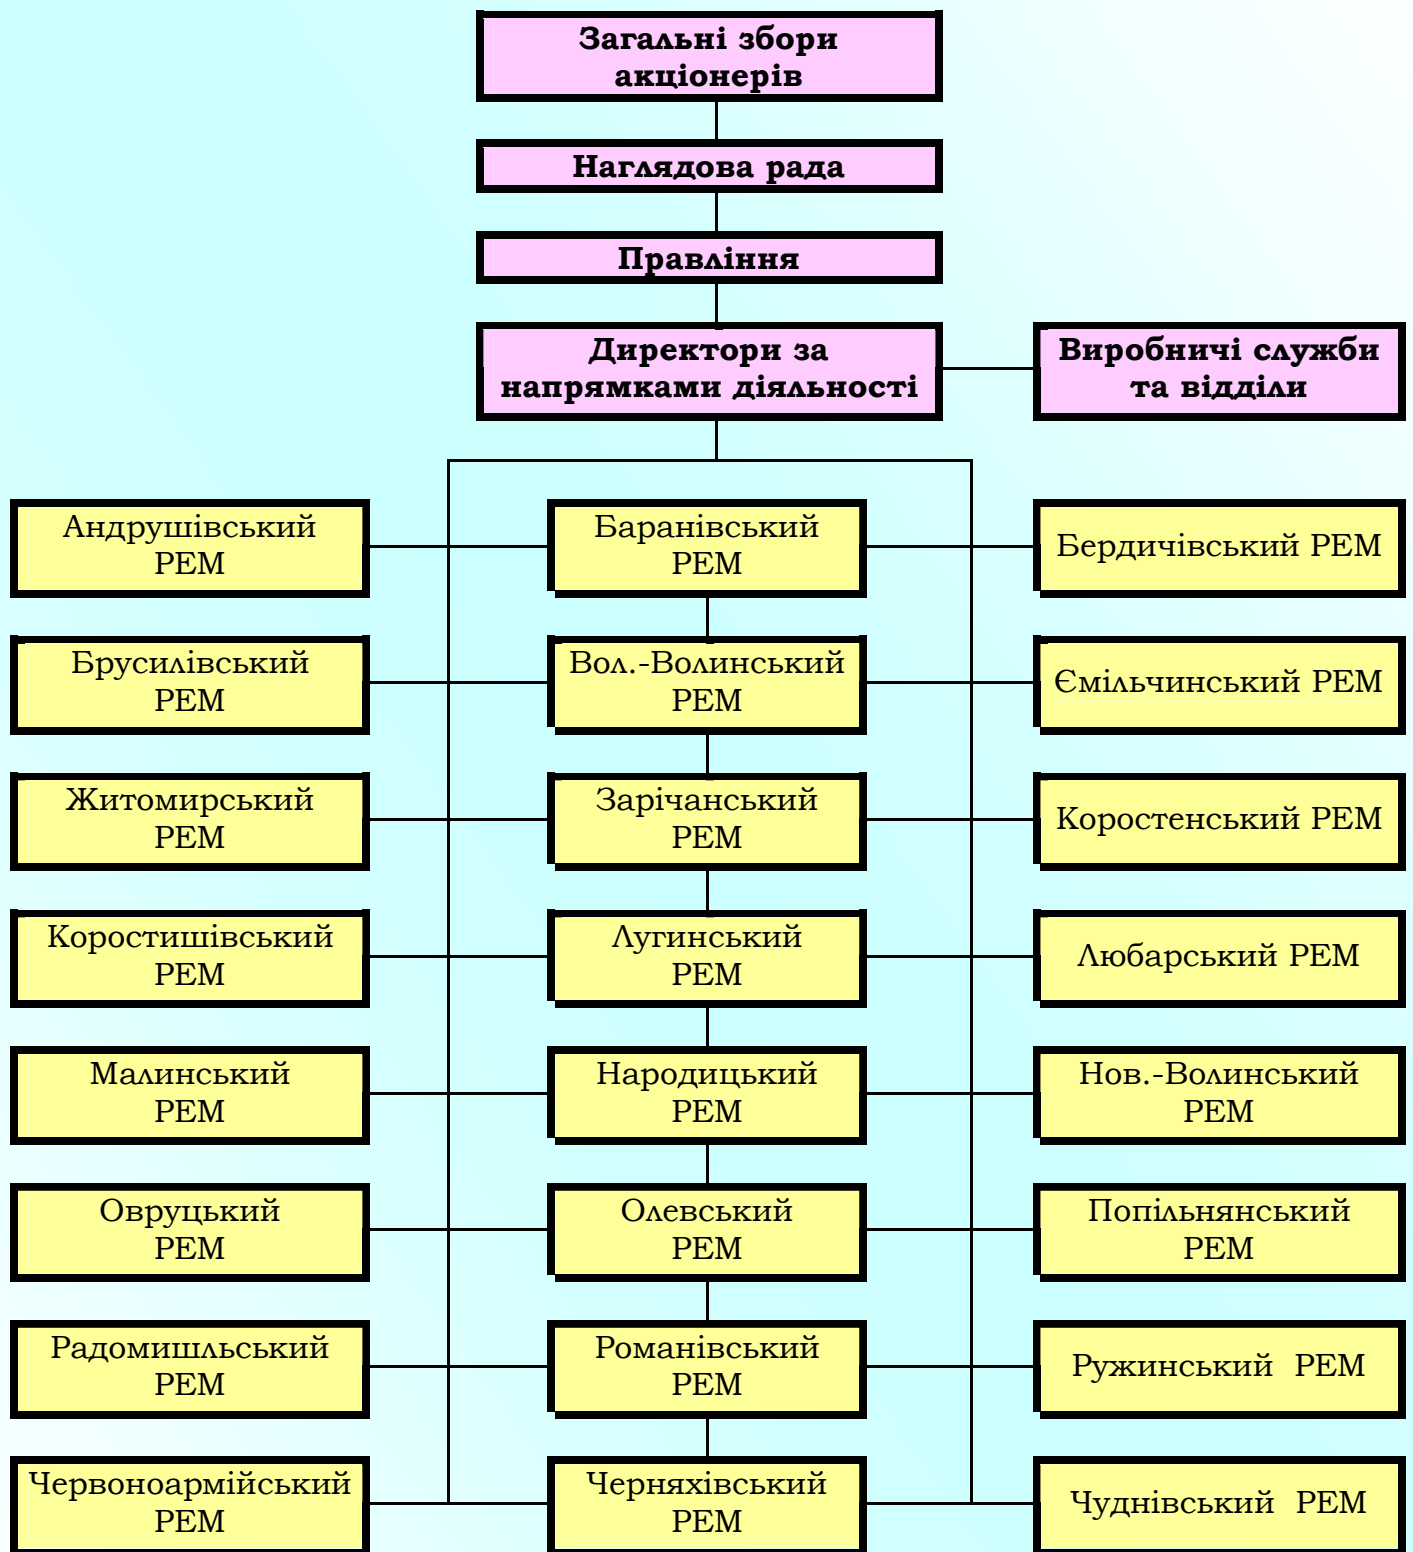 Загальні збори
акціонерів
Наглядова рада
Правління
Директори за
напрямками діяльності
Виробничі служби
та відділи
Андрушівський
РЕМ
Баранівський
РЕМ
Бердичівський РЕМ
Брусилівський
РЕМ
Вол.-Волинський
РЕМ
Ємільчинський РЕМ
Житомирський
РЕМ
Зарічанський
РЕМ
Коростенський РЕМ
Коростишівський
РЕМ
Лугинський
РЕМ
Любарський РЕМ
Малинський
РЕМ
Народицький
РЕМ
Нов.-Волинський
РЕМ
Овруцький
РЕМ
Олевський
РЕМ
Попільнянський
РЕМ
Радомишльський
РЕМ
Романівський
РЕМ
Ружинський РЕМ
Червоноармійський
РЕМ
Черняхівський
РЕМ
Чуднівський РЕМ